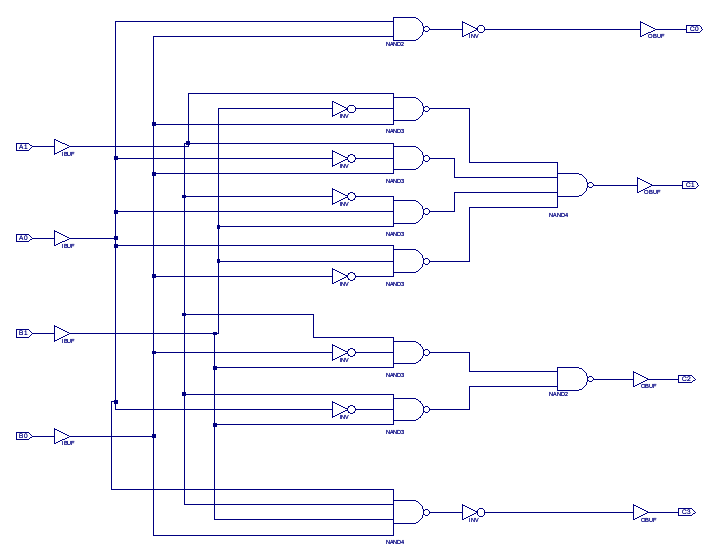 C0
INV
OBUF
NAND2
INV
NAND3
A1
IBUF
INV
NAND3
C1
OBUF
INV
NAND4
NAND3
A0
IBUF
INV
NAND3
B1
IBUF
INV
NAND3
C2
OBUF
NAND2
INV
NAND3
B0
IBUF
C3
INV
OBUF
NAND4